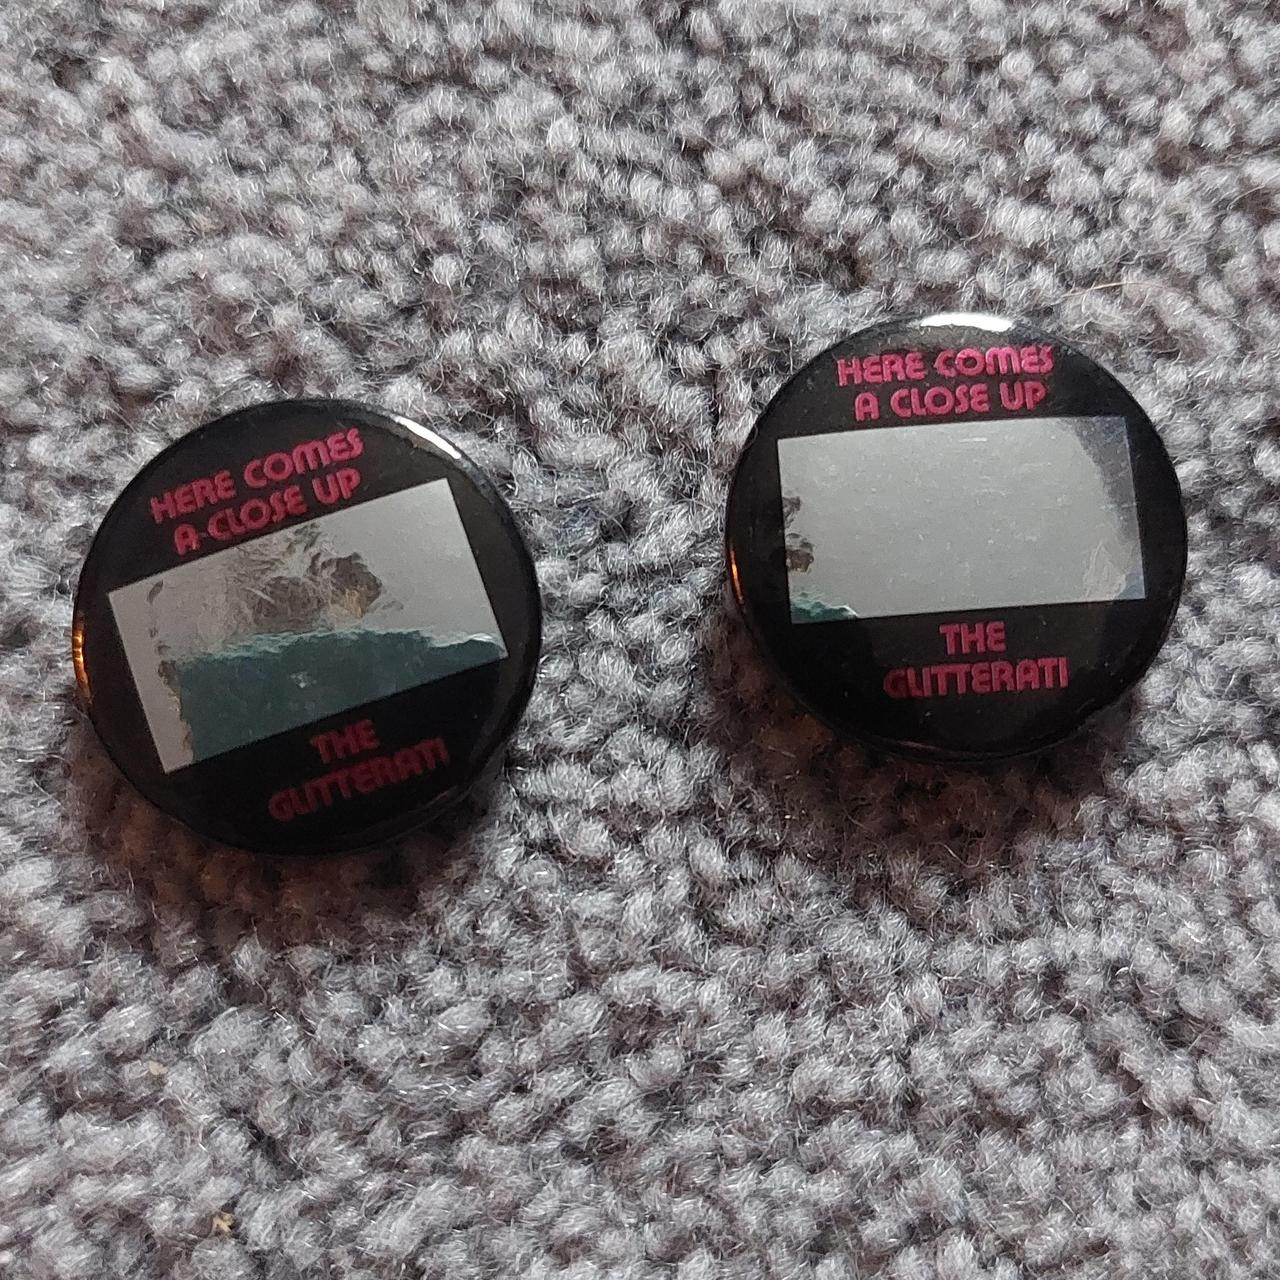 HERE COMES
A CLOSE UP
THE
GLITTERATI
HERE COMES
A CLOSE UP
THE
GLITTERATI